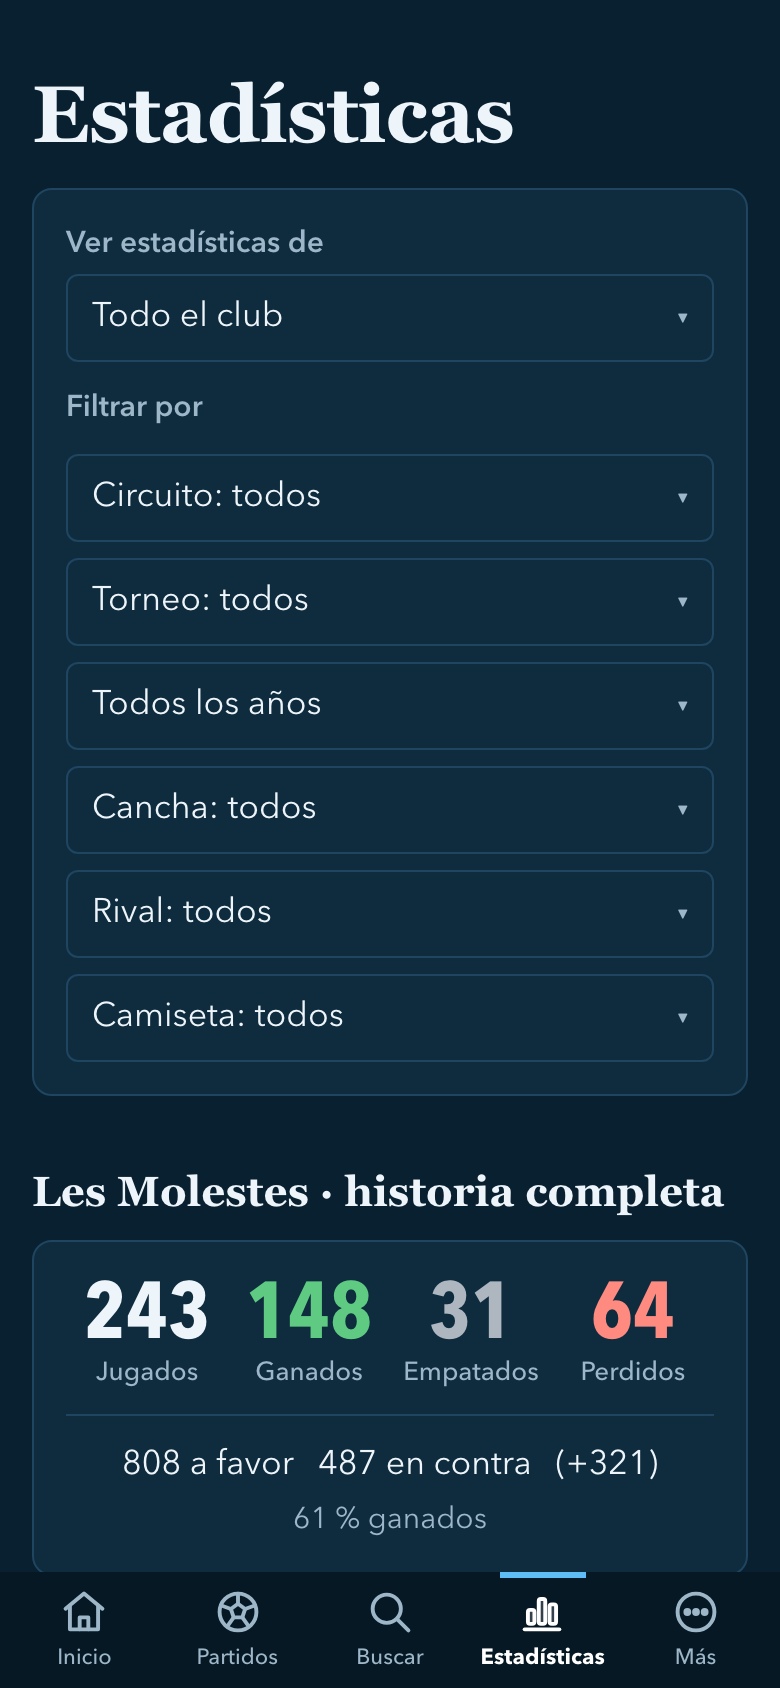 Estadísticas
Ver estadísticas de
Todo el club
Filtrar por
Circuito: todos
Torneo: todos
Todos los años
Cancha: todos
Rival: todos
Camiseta: todos
Les Molestes · historia completa
243 148 31 64
Jugados Ganados Empatados Perdidos
808 a favor 487 en contra (+321)
61 % ganados
Inicio Partidos Buscar Estadísticas Más